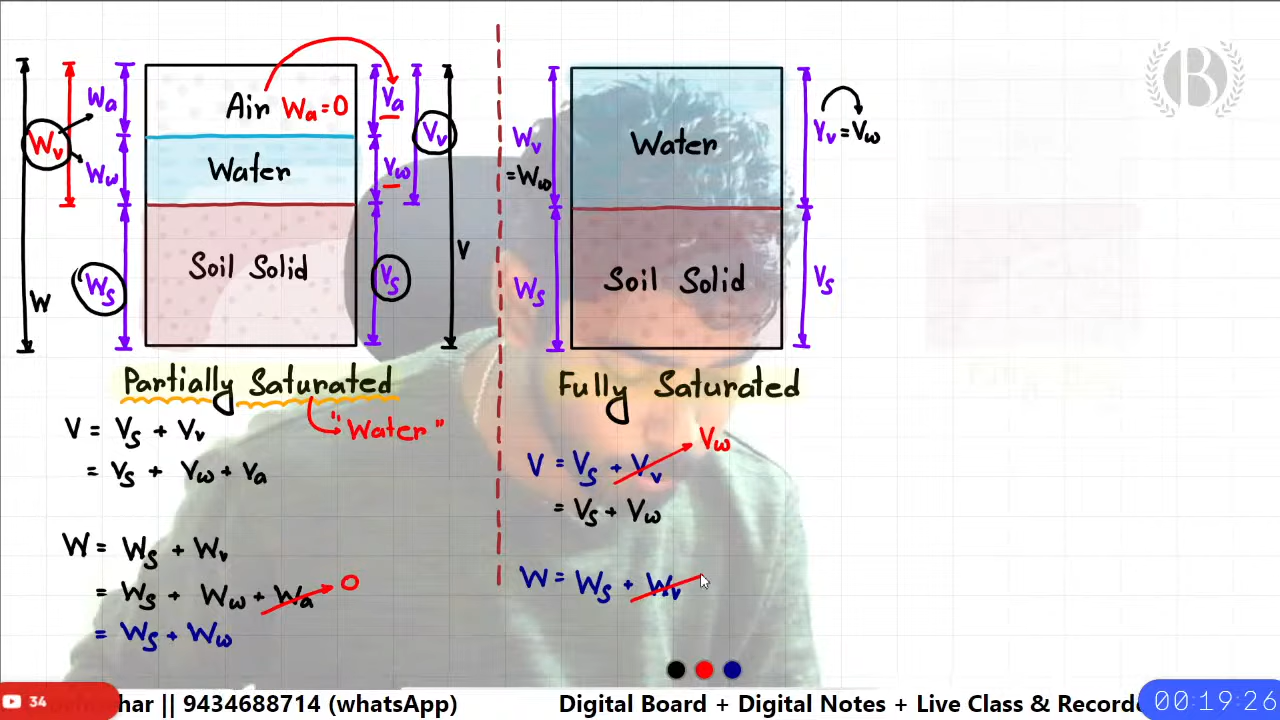 Air Wa = 0
Water
Soil Solid
Wa
Wv
Ww
Ws
W
Va
Vv
Vw
Vs
V
Partially Saturated
"Water"
V = Vs + Vv
= Vs + Vw + Va
W = Ws + Wv
= Ws + Ww + Wa 0
= Ws + Ww
Water
Soil Solid
Wv
= Ww
Ws
Vv = Vw
Vs
Fully Saturated
V = Vs + Vv Vw
= Vs + Vw
W = Ws + Wv
B
34
har || 9434688714 (whatsApp) Digital Board + Digital Notes + Live Class & Recorde
00:19:26